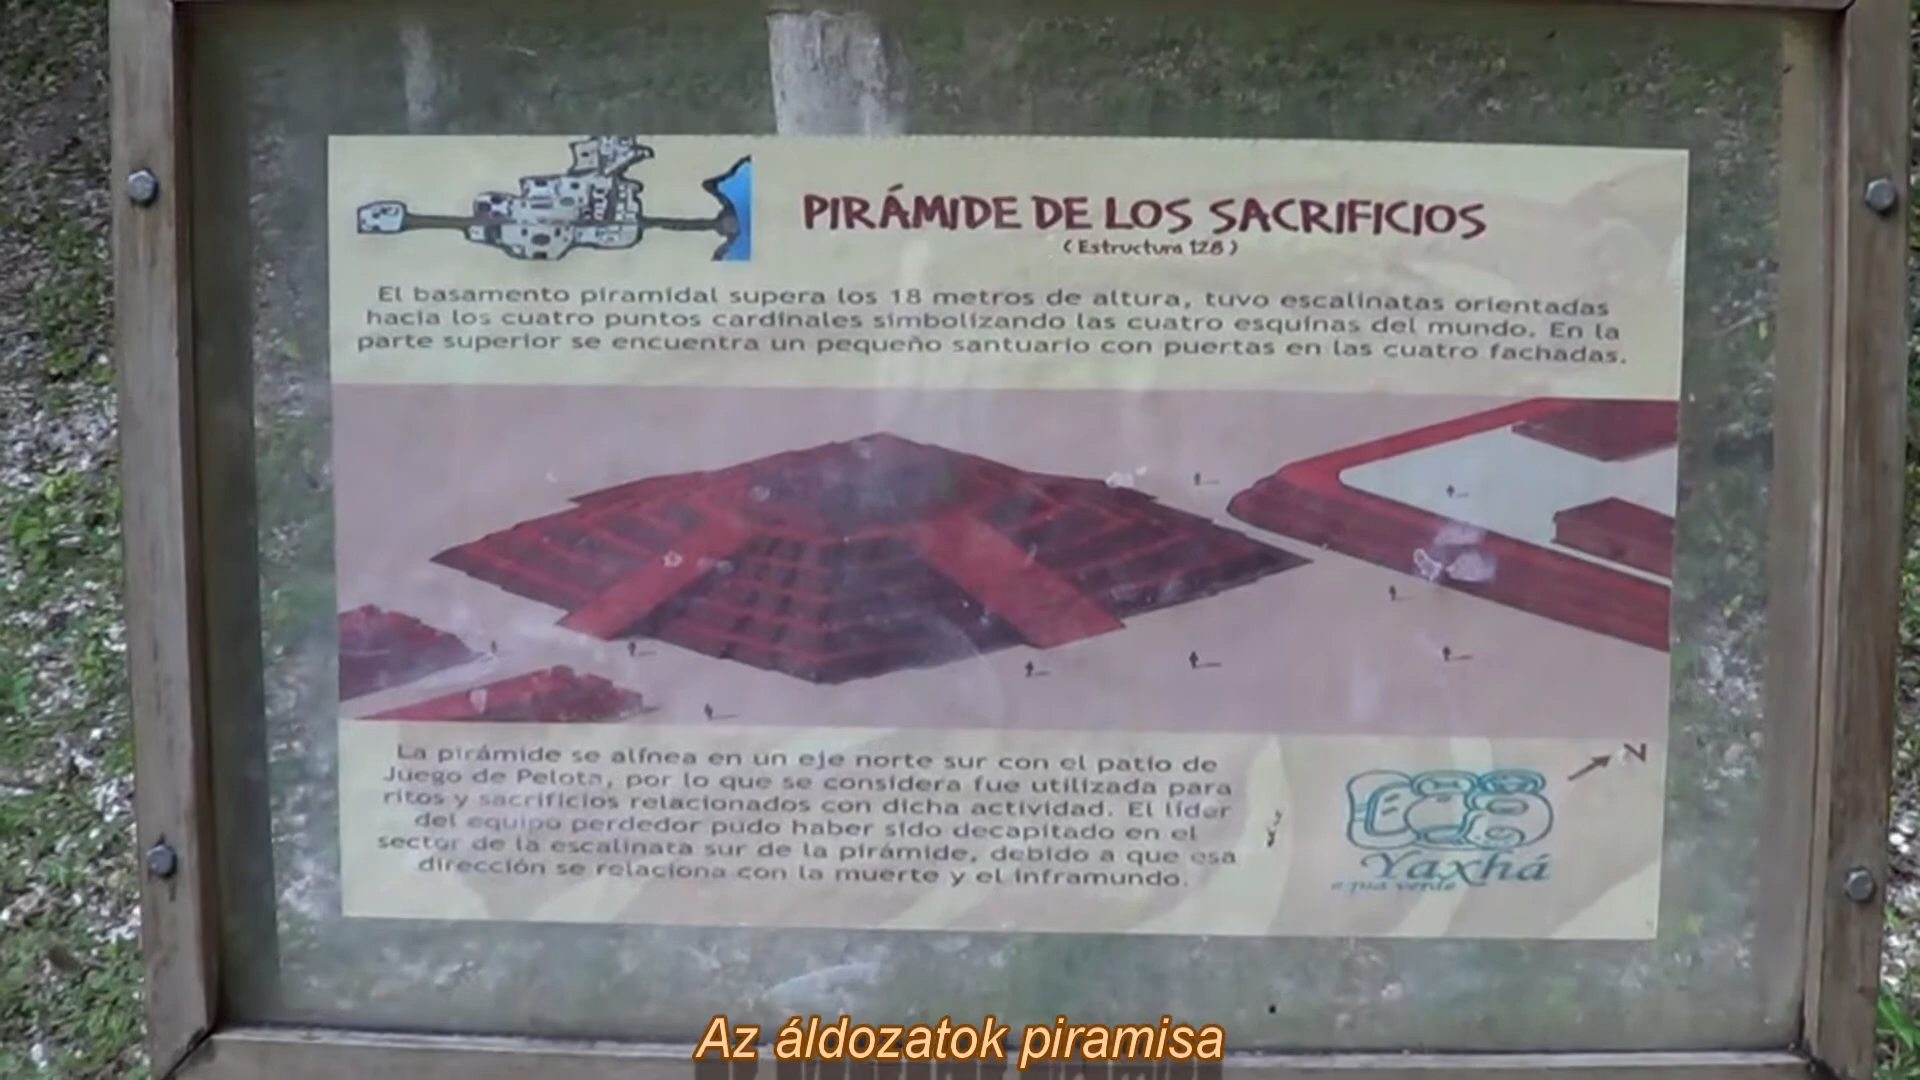 PIRÁMIDE DE LOS SACRIFICIOS
(Estructura 128)
El basamento piramidal supera los 18 metros de altura, tuvo escalinatas orientadas
hacia los cuatro puntos cardinales simbolizando las cuatro esquinas del mundo. En la
parte superior se encuentra un pequeño santuario con puertas en las cuatro fachadas.
La pirámide se alínea en un eje norte sur con el patio de
Juego de Pelota, por lo que se considera fue utilizada para
ritos y sacrificios relacionados con dicha actividad. El líder
del equipo perdedor pudo haber sido decapitado en el
sector de la escalinata sur de la pirámide, debido a que esa
dirección se relaciona con la muerte y el inframundo.
N
Yaxhá
verde
Az áldozatok piramisa